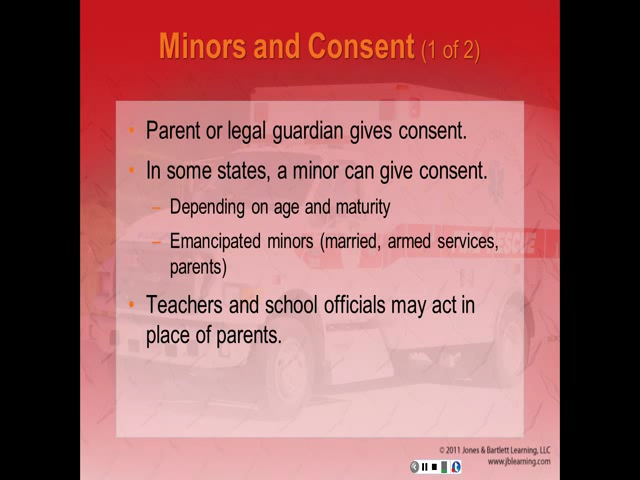 Minors and Consent (1 of 2)
• Parent or legal guardian gives consent.
• In some states, a minor can give consent.
– Depending on age and maturity
– Emancipated minors (married, armed services,
parents)
• Teachers and school officials may act in
place of parents.
© 2011 Jones & Bartlett Learning, LLC
www.jblearning.com